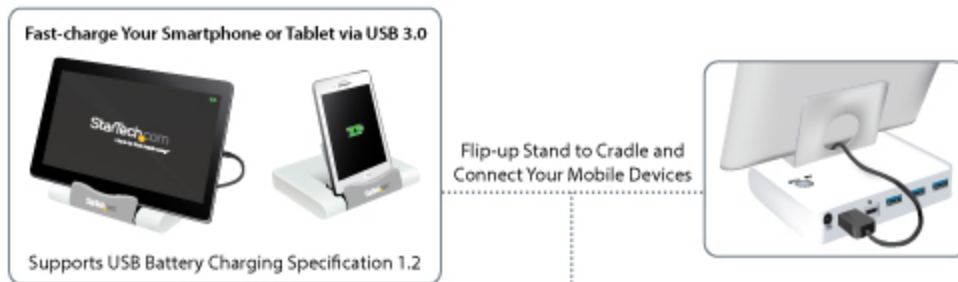 Fast-charge Your Smartphone or Tablet via USB 3.0
StarTech.com
Supports USB Battery Charging Specification 1.2
Flip-up Stand to Cradle and
Connect Your Mobile Devices